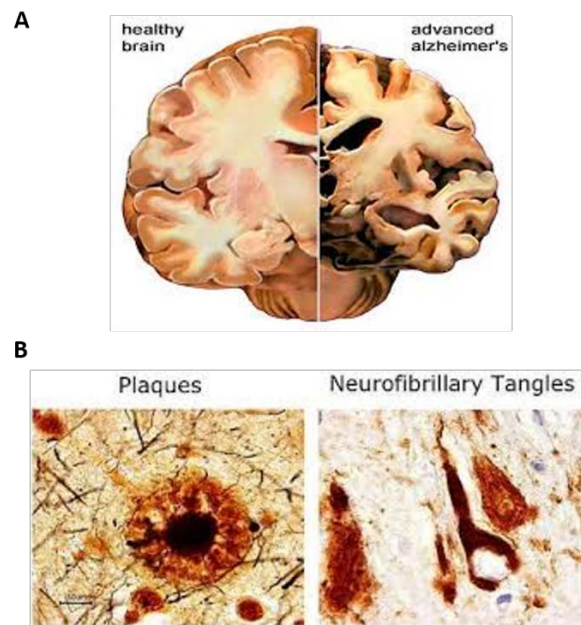 A
healthy
brain
advanced
alzheimer's
B
Plaques
Neurofibrillary Tangles